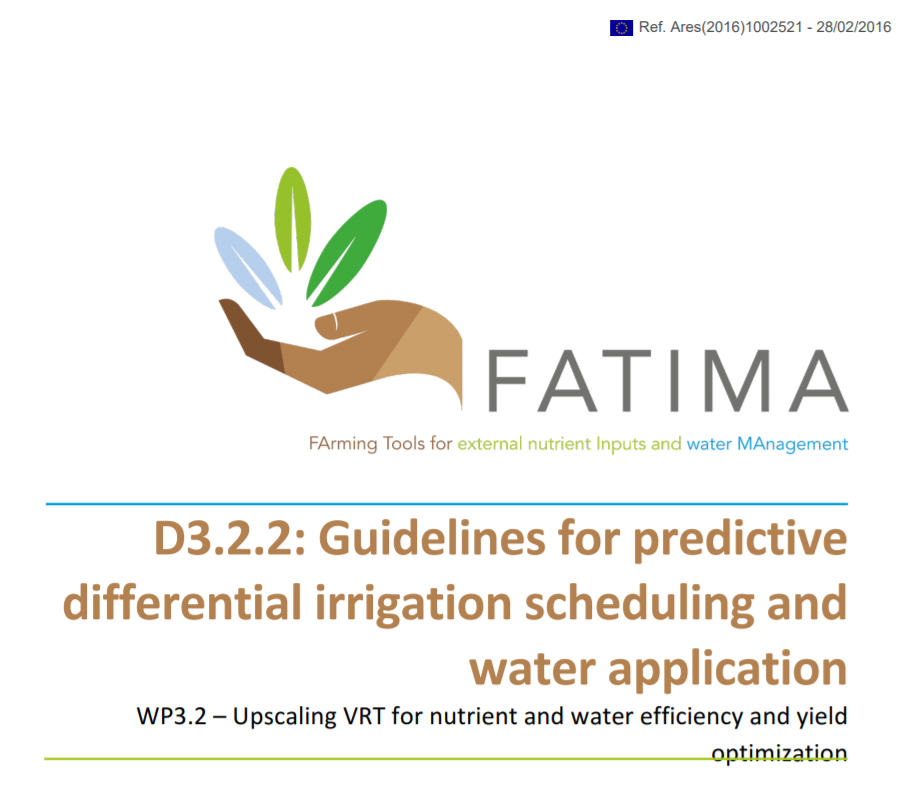 Ref. Ares(2016)1002521 - 28/02/2016
FATIMA
FArming Tools for external nutrient Inputs and water MAnagement
D3.2.2: Guidelines for predictive
differential irrigation scheduling and
water application
WP3.2 – Upscaling VRT for nutrient and water efficiency and yield
optimization